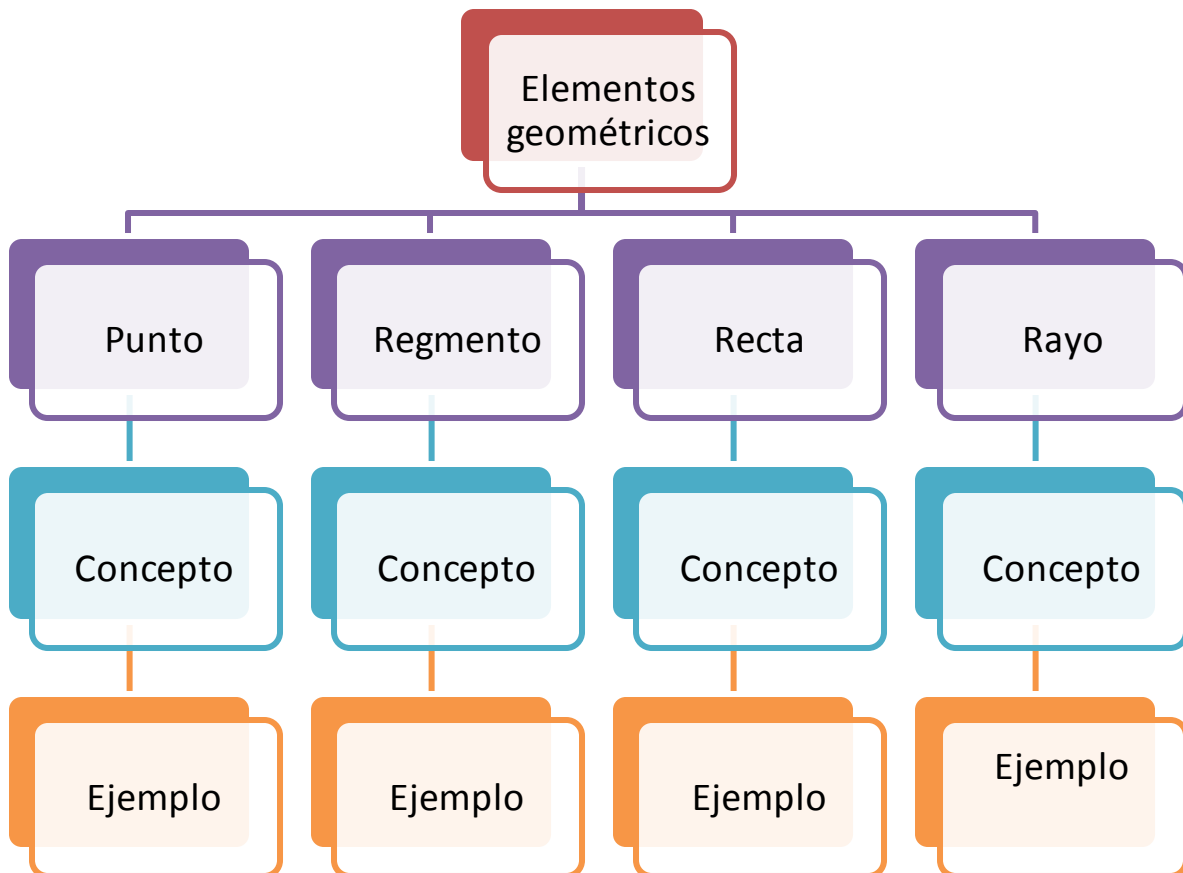 Elementos
geométricos
Punto
Regmento
Recta
Rayo
Concepto
Concepto
Concepto
Concepto
Ejemplo
Ejemplo
Ejemplo
Ejemplo